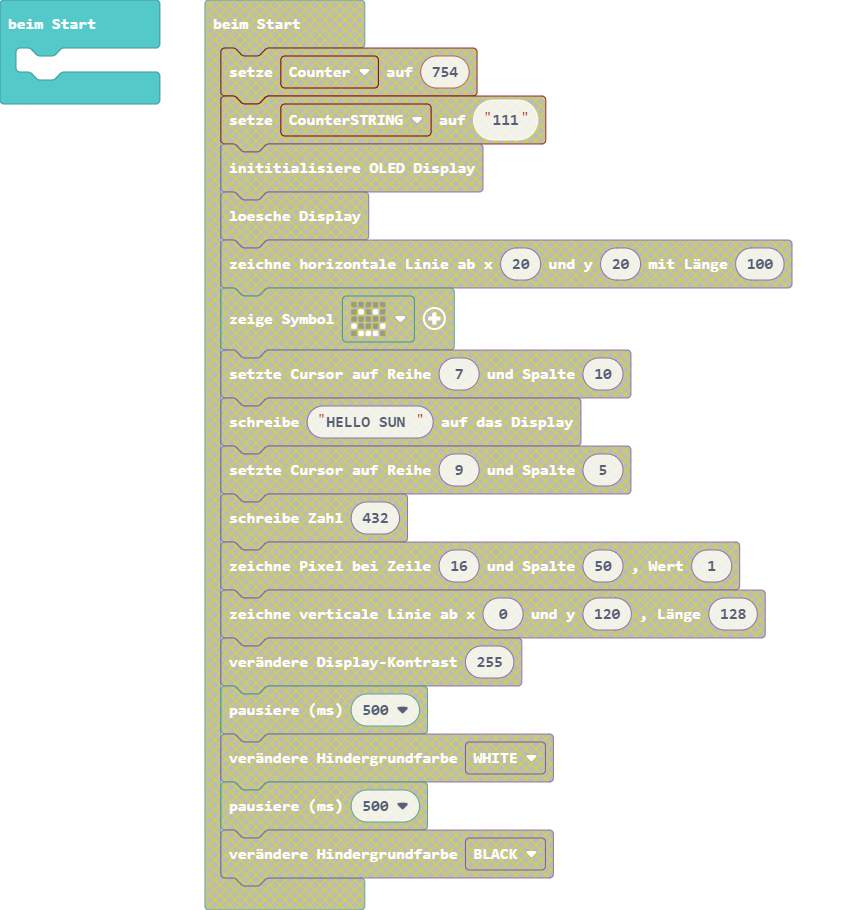 beim Start
beim Start
setze Counter auf 754
setze CounterSTRING auf "111"
inititialisiere OLED Display
loesche Display
zeichne horizontale Linie ab x 20 und y 20 mit Länge 100
zeige Symbol
setzte Cursor auf Reihe 7 und Spalte 10
schreibe "HELLO SUN " auf das Display
setzte Cursor auf Reihe 9 und Spalte 5
schreibe Zahl 432
zeichne Pixel bei Zeile 16 und Spalte 50 , Wert 1
zeichne verticale Linie ab x 0 und y 120 , Länge 128
verändere Display-Kontrast 255
pausiere (ms) 500
verändere Hindergrundfarbe WHITE
pausiere (ms) 500
verändere Hindergrundfarbe BLACK